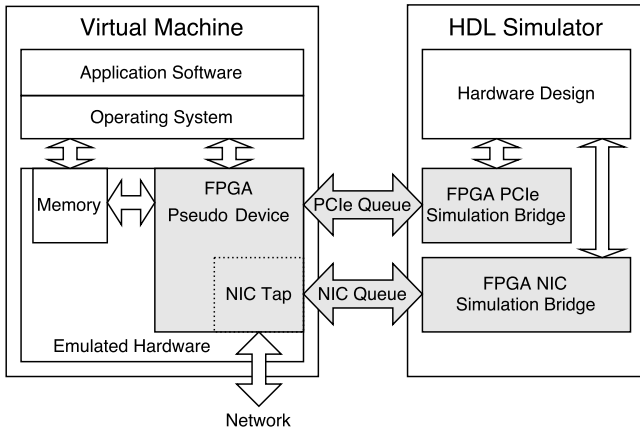 Virtual Machine
Application Software
Operating System
Memory
FPGA
Pseudo Device
NIC Tap
Emulated Hardware
Network
PCIe Queue
NIC Queue
HDL Simulator
Hardware Design
FPGA PCIe
Simulation Bridge
FPGA NIC
Simulation Bridge